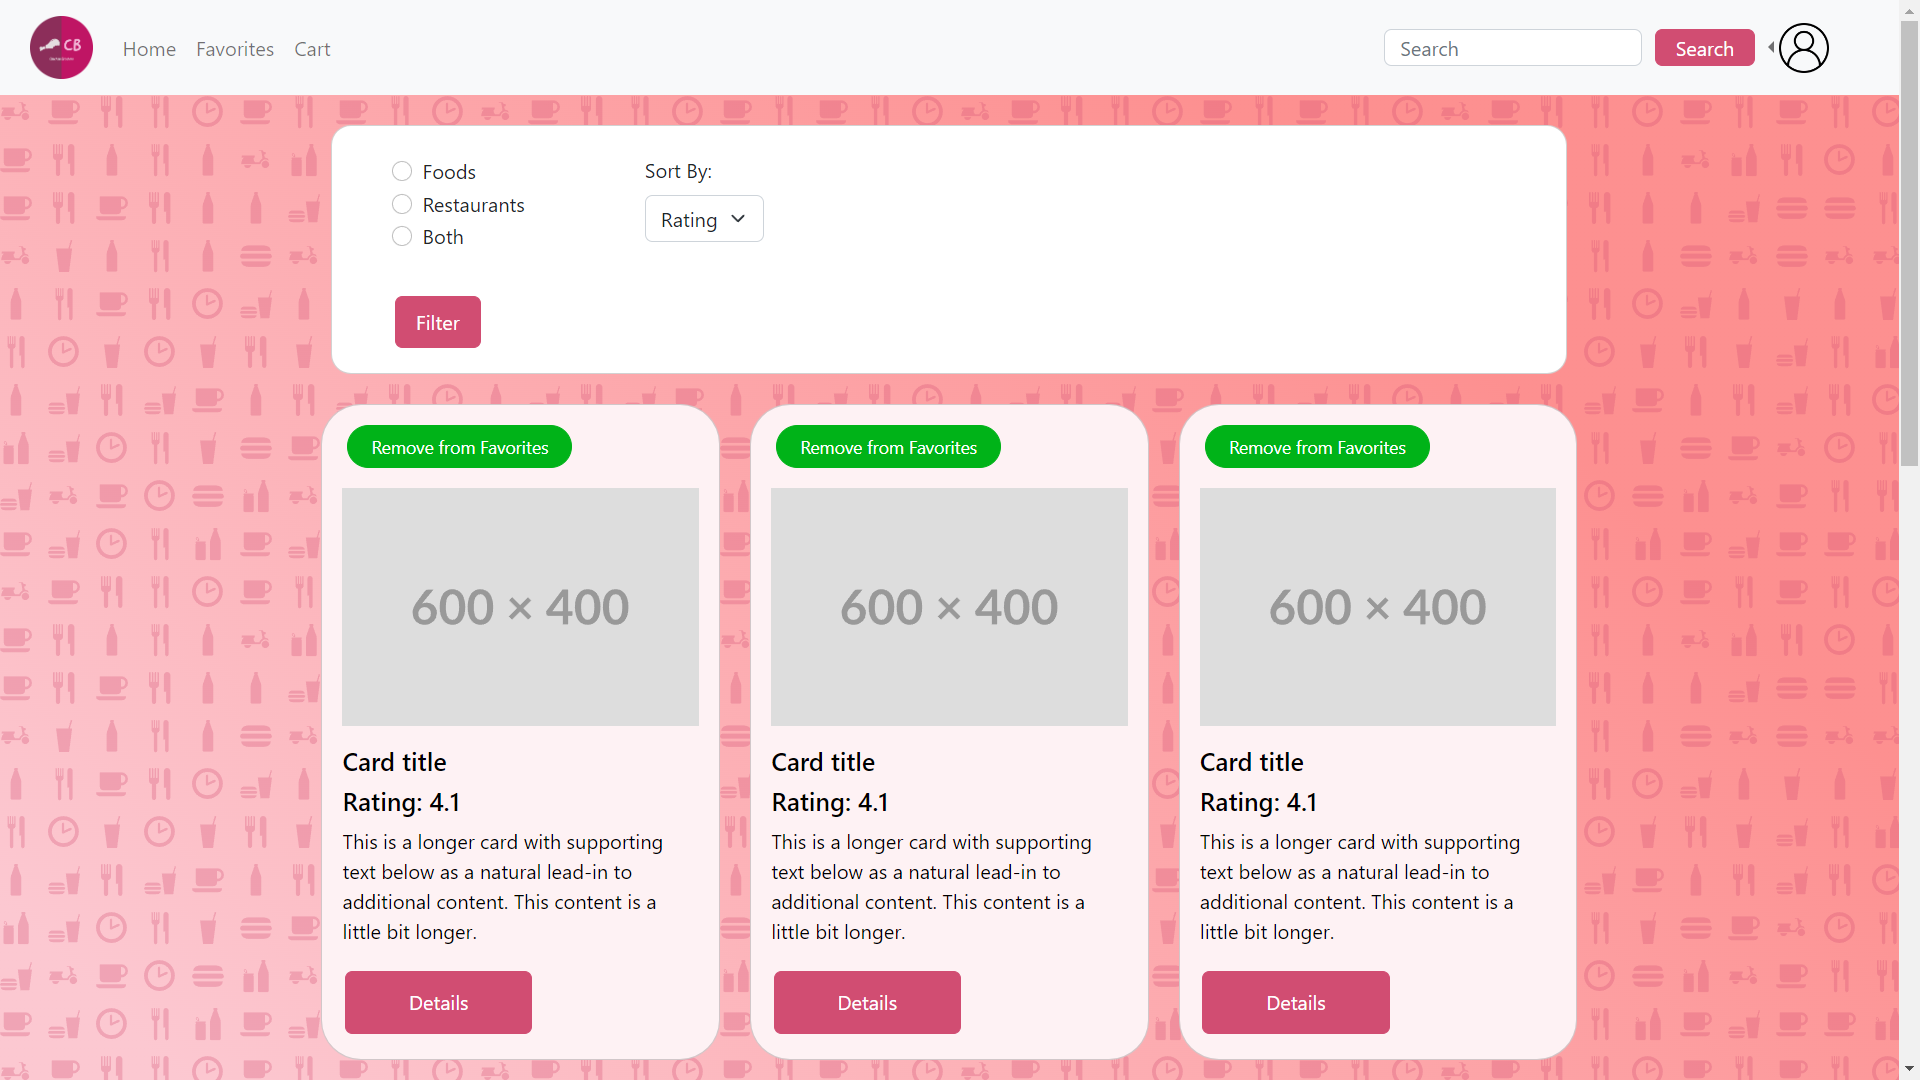 CB
Home Favorites Cart Search Search
Foods
Restaurants
Both
Sort By:
Rating
Filter
Remove from Favorites
600 × 400
Card title
Rating: 4.1
This is a longer card with supporting
text below as a natural lead-in to
additional content. This content is a
little bit longer.
Details
Remove from Favorites
600 × 400
Card title
Rating: 4.1
This is a longer card with supporting
text below as a natural lead-in to
additional content. This content is a
little bit longer.
Details
Remove from Favorites
600 × 400
Card title
Rating: 4.1
This is a longer card with supporting
text below as a natural lead-in to
additional content. This content is a
little bit longer.
Details